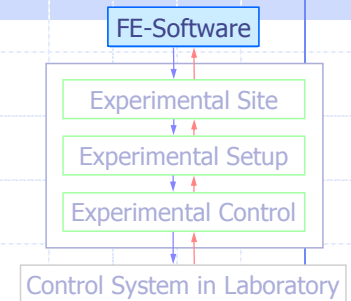 FE-Software
Experimental Site
Experimental Setup
Experimental Control
Control System in Laboratory